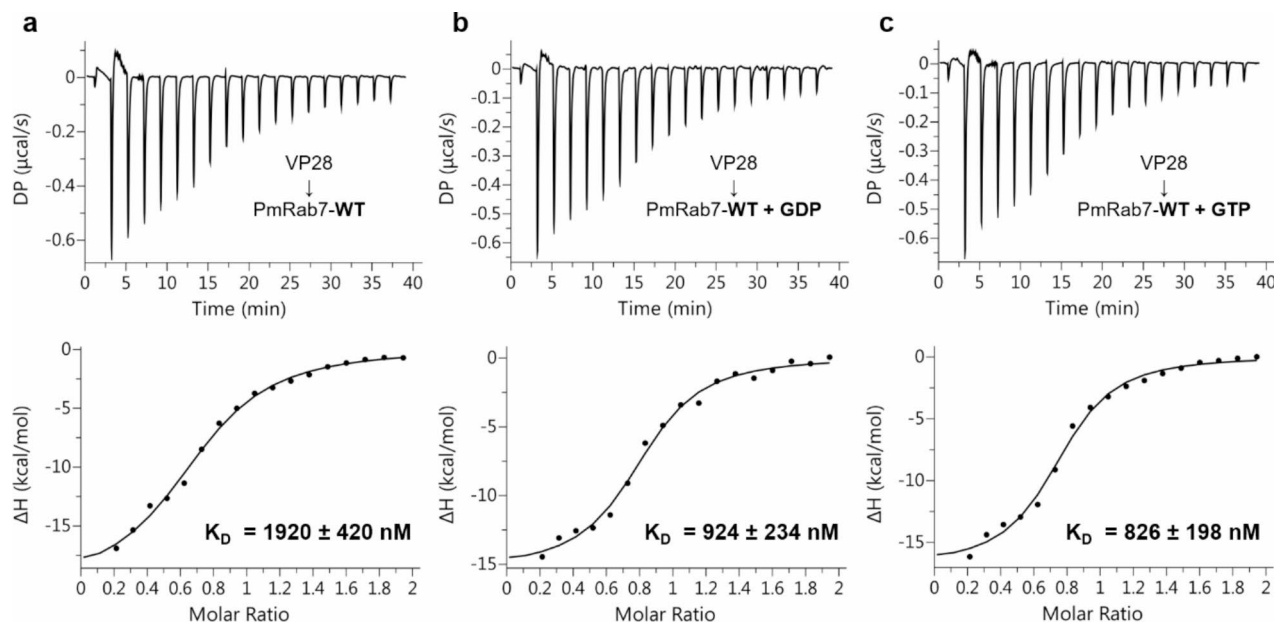 a
DP (µcal/s)
0
-0.2
-0.4
-0.6
VP28
↓
PmRab7-WT
0 5 10 15 20 25 30 35 40
Time (min)
b
DP (µcal/s)
0
-0.1
-0.2
-0.3
-0.4
-0.5
-0.6
VP28
↓
PmRab7-WT + GDP
0 5 10 15 20 25 30 35 40
Time (min)
c
DP (µcal/s)
0
-0.1
-0.2
-0.3
-0.4
-0.5
-0.6
VP28
↓
PmRab7-WT + GTP
0 5 10 15 20 25 30 35 40
Time (min)
ΔH (kcal/mol)
0
-5
-10
-15
K_D = 1920 ± 420 nM
0 0.2 0.4 0.6 0.8 1 1.2 1.4 1.6 1.8 2
Molar Ratio
ΔH (kcal/mol)
0
-5
-10
-15
K_D = 924 ± 234 nM
0 0.2 0.4 0.6 0.8 1 1.2 1.4 1.6 1.8 2
Molar Ratio
ΔH (kcal/mol)
0
-5
-10
-15
K_D = 826 ± 198 nM
0 0.2 0.4 0.6 0.8 1 1.2 1.4 1.6 1.8 2
Molar Ratio